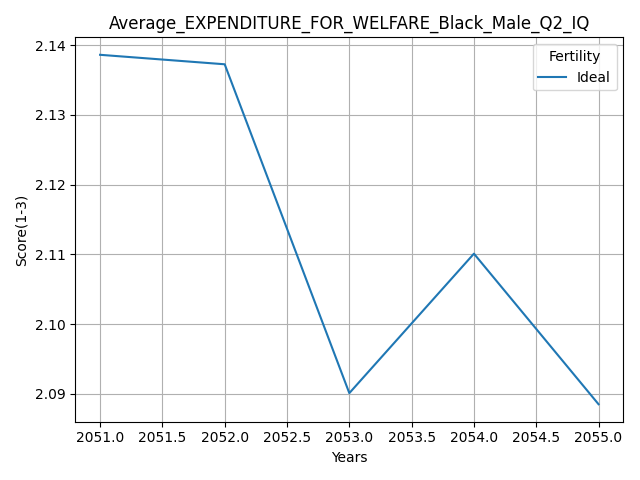 Average_EXPENDITURE_FOR_WELFARE_Black_Male_Q2_IQ
Fertility
Ideal
Score(1-3)
2.14
2.13
2.12
2.11
2.10
2.09
2051.0 2051.5 2052.0 2052.5 2053.0 2053.5 2054.0 2054.5 2055.0
Years